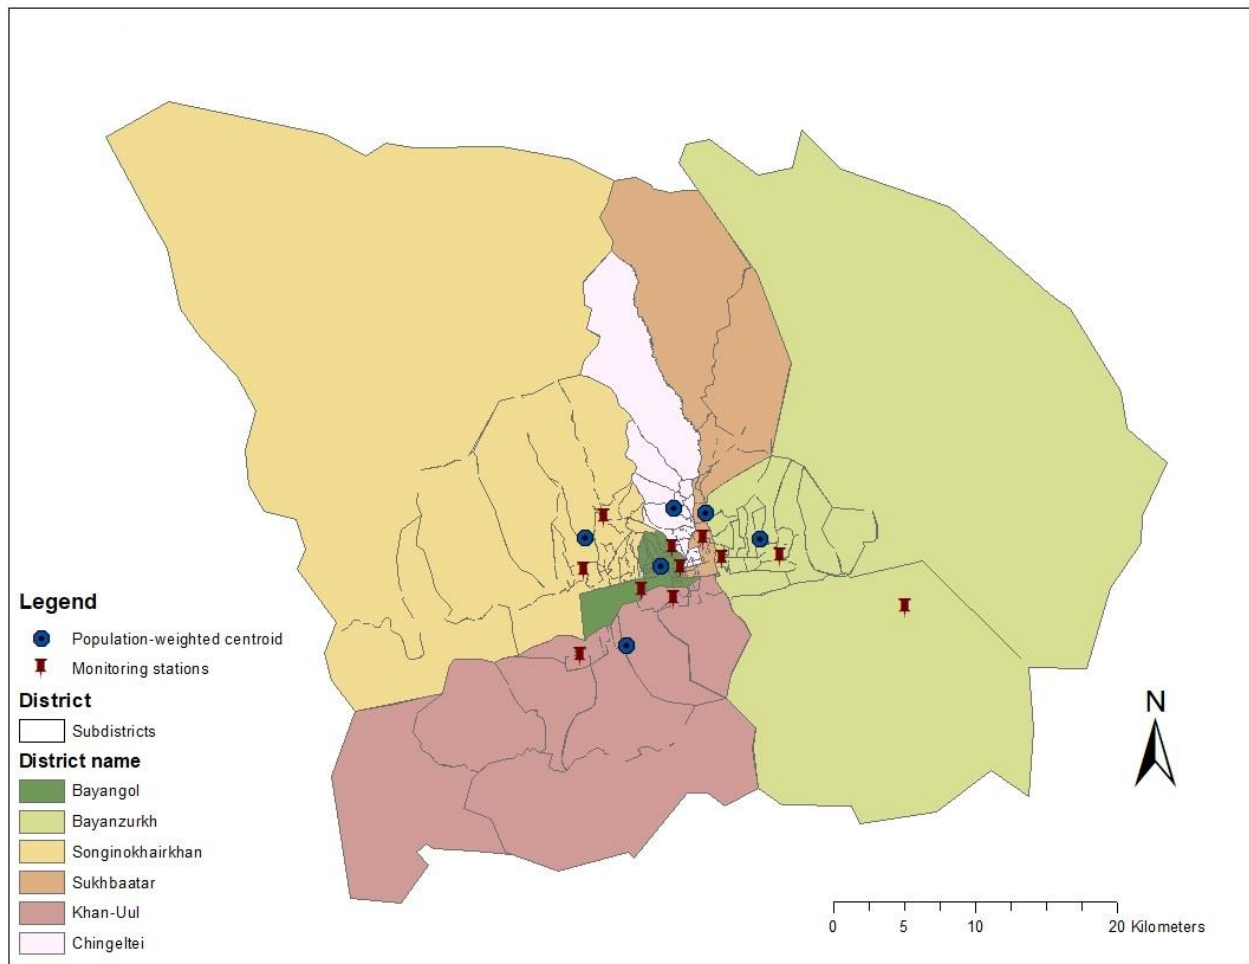 Legend
Population-weighted centroid
Monitoring stations
District
Subdistricts
District name
Bayangol
Bayanzurkh
Songinokhairkhan
Sukhbaatar
Khan-Uul
Chingeltei
N
0 5 10 20 Kilometers